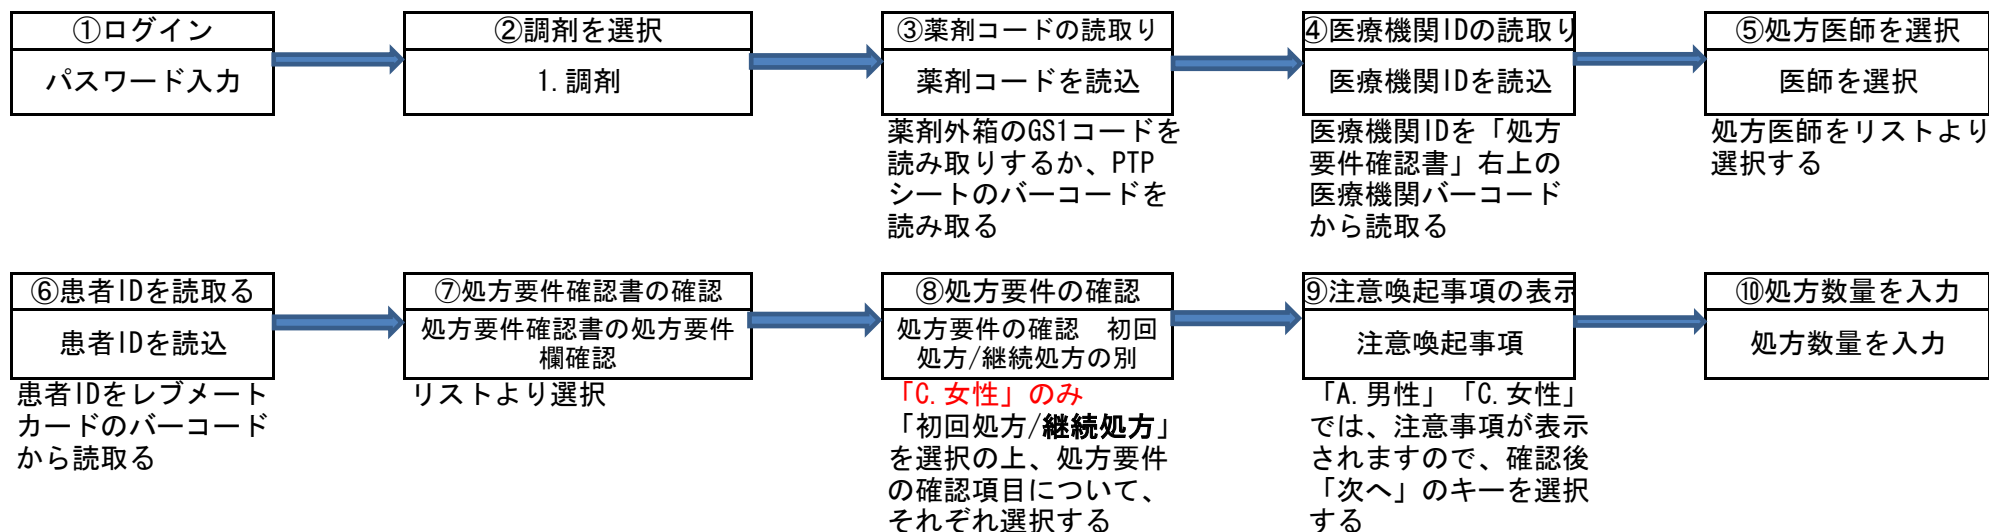 ①ログイン
パスワード入力
②調剤を選択
1.調剤
③薬剤コードの読取り
薬剤コードを読込
薬剤外箱のGS1コードを
読み取りするか、PTP
シートのバーコードを
読み取る
④医療機関IDの読取り
医療機関IDを読込
医療機関IDを「処方
要件確認書」右上の
医療機関バーコード
から読取る
⑤処方医師を選択
医師を選択
処方医師をリストより
選択する
⑥患者IDを読取る
患者IDを読込
患者IDをレブメート
カードのバーコード
から読取る
⑦処方要件確認書の確認
処方要件確認書の処方要件
欄確認
リストより選択
⑧処方要件の確認
処方要件の確認　初回
処方/継続処方の別
「C.女性」のみ
「初回処方/継続処方」
を選択の上、処方要件
の確認項目について、
それぞれ選択する
⑨注意喚起事項の表示
注意喚起事項
「A.男性」「C.女性」
では、注意事項が表示
されますので、確認後
「次へ」のキーを選択
する
⑩処方数量を入力
処方数量を入力